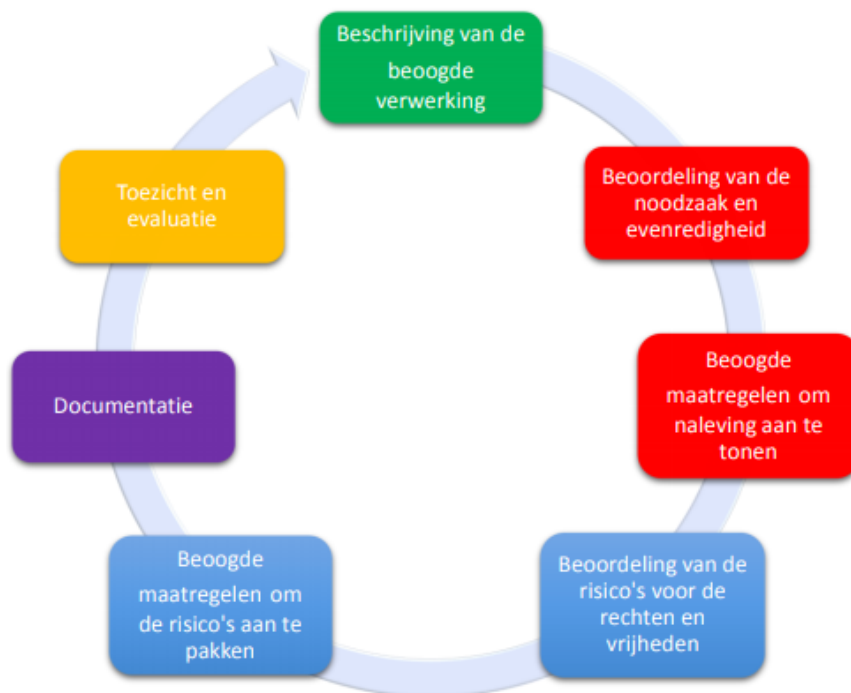 Beschrijving van de
beoogde
verwerking
Beoordeling van de
noodzaak en
evenredigheid
Beoogde
maatregelen om
naleving aan te
tonen
Beoordeling van de
risico's voor de
rechten en
vrijheden
Beoogde
maatregelen om
de risico's aan te
pakken
Documentatie
Toezicht en
evaluatie